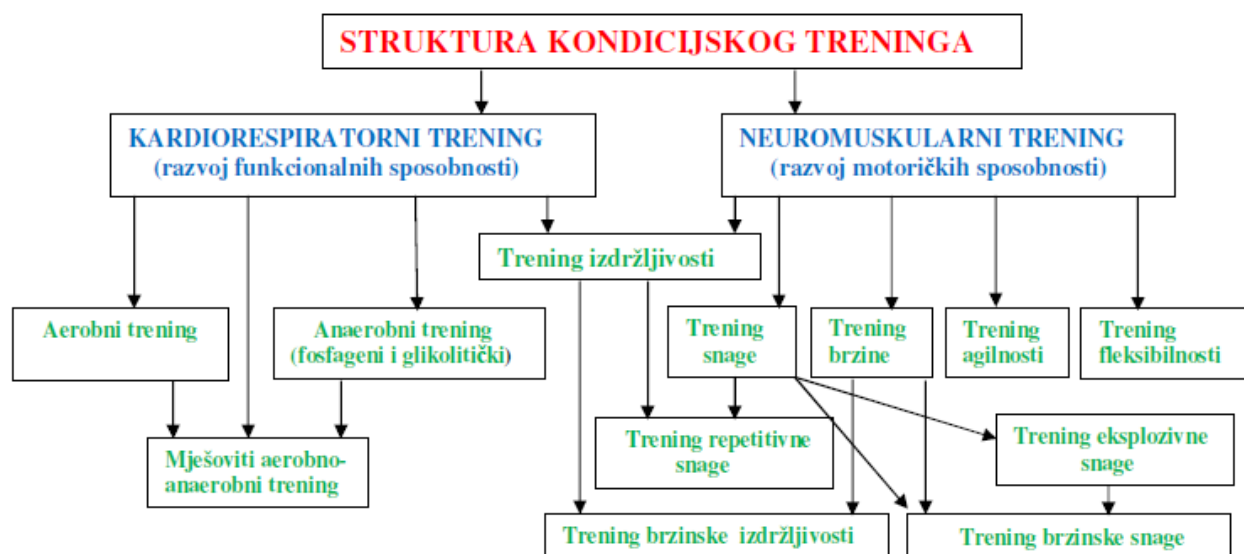 STRUKTURA KONDICIJSKOG TRENINGA
KARDIORESPIRATORNI TRENING
(razvoj funkcionalnih sposobnosti)
NEUROMUSKULARNI TRENING
(razvoj motoričkih sposobnosti)
Trening izdržljivosti
Aerobni trening
Anaerobni trening
(fosfageni i glikolitički)
Trening
snage
Trening
brzine
Trening
agilnosti
Trening
fleksibilnosti
Mješoviti aerobno-
anaerobni trening
Trening repetitivne
snage
Trening eksplozivne
snage
Trening brzinske izdržljivosti
Trening brzinske snage